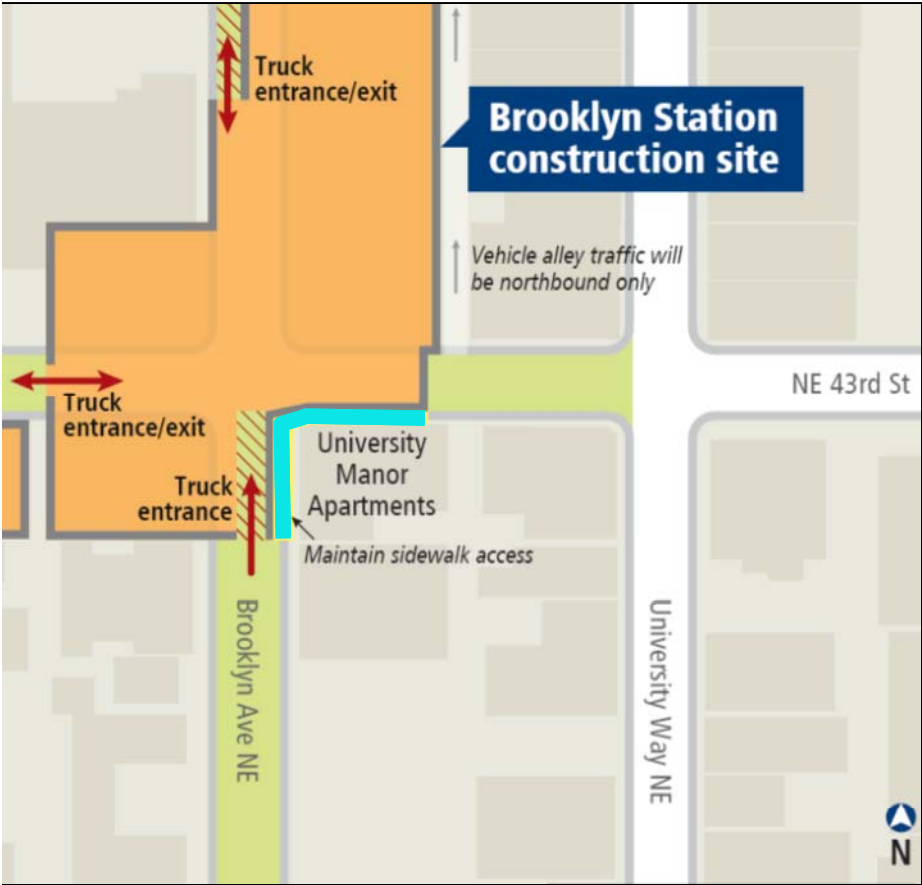 Truck
entrance/exit
Brooklyn Station
construction site
Vehicle alley traffic will
be northbound only
NE 43rd St
Truck
entrance/exit
University
Manor
Apartments
Truck
entrance
Maintain sidewalk access
Brooklyn Ave NE
University Way NE
N